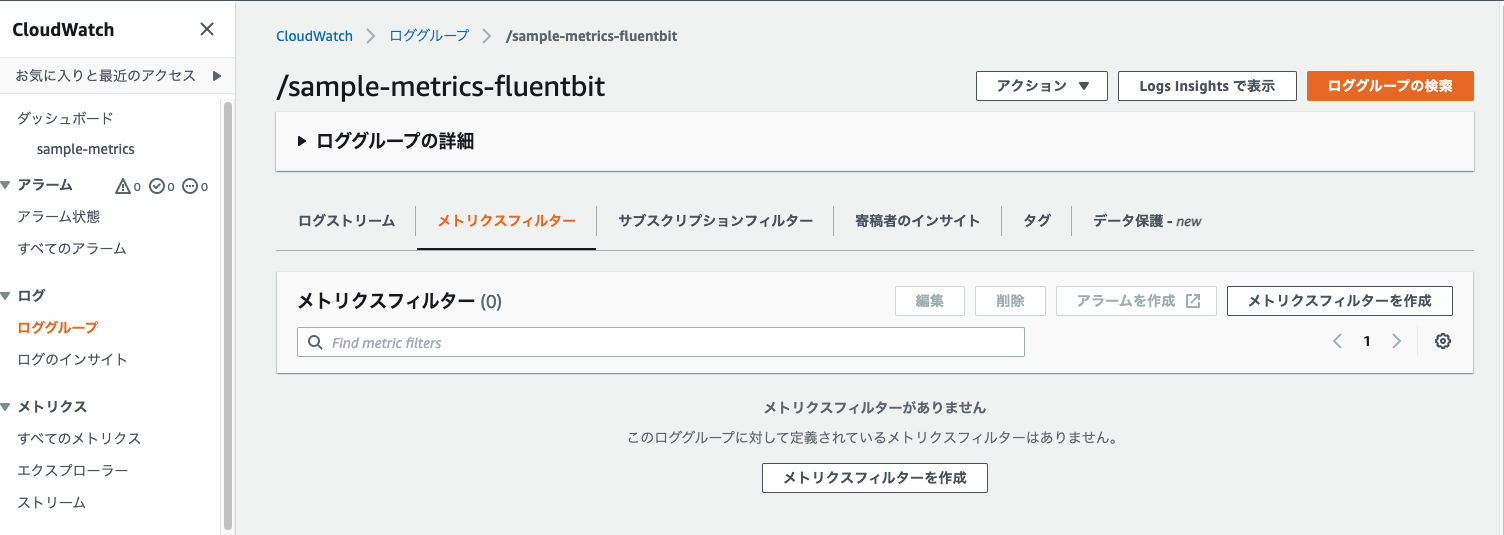 CloudWatch
お気に入りと最近のアクセス
ダッシュボード
sample-metrics
アラーム 0 0 0
アラーム状態
すべてのアラーム
ログ
ロググループ
ログのインサイト
メトリクス
すべてのメトリクス
エクスプローラー
ストリーム
CloudWatch ロググループ /sample-metrics-fluentbit
/sample-metrics-fluentbit
アクション Logs Insights で表示 ロググループの検索
ロググループの詳細
ログストリーム メトリクスフィルター サブスクリプションフィルター 寄稿者のインサイト タグ データ保護 - new
メトリクスフィルター (0)
編集 削除 アラームを作成 メトリクスフィルターを作成
Find metric filters
1
メトリクスフィルターがありません
このロググループに対して定義されているメトリクスフィルターはありません。
メトリクスフィルターを作成